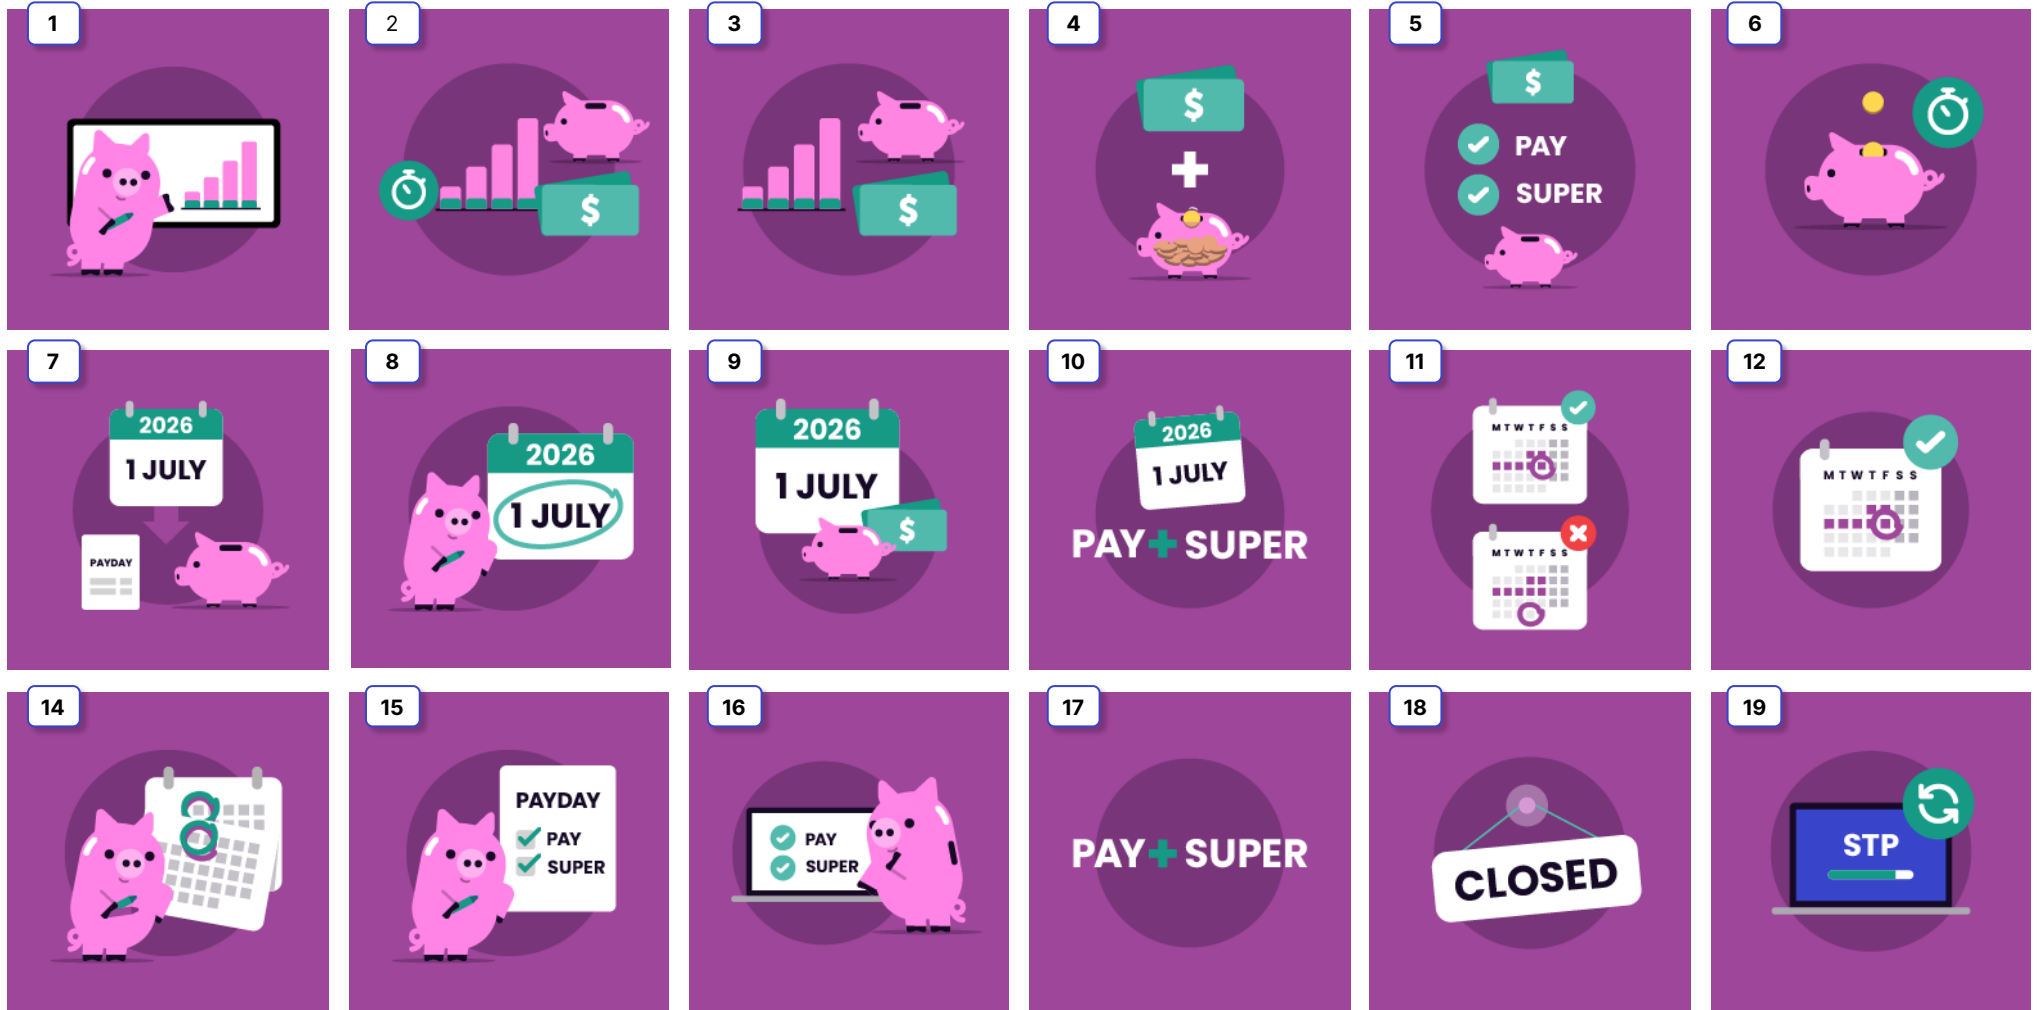 1
2
3
4
5
6
$
$
$
$
PAY
SUPER
7
8
9
10
11
12
2026
1 JULY
PAYDAY
2026
1 JULY
2026
1 JULY
$
2026
1 JULY
PAY + SUPER
M T W T F S S
M T W T F S S
M T W T F S S
14
15
16
17
18
19
PAYDAY
PAY
SUPER
PAY
SUPER
PAY + SUPER
CLOSED
STP